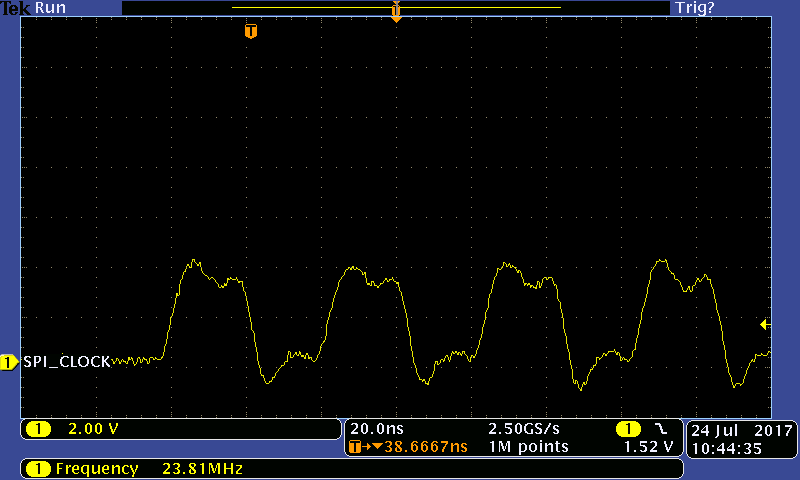 Tek Run Trig?
T
T
1 SPI_CLOCK
1 2.00 V
20.0ns 2.50GS/s 1 1.52 V
T→▼38.6667ns 1M points
24 Jul 2017
10:44:35
1 Frequency 23.81MHz